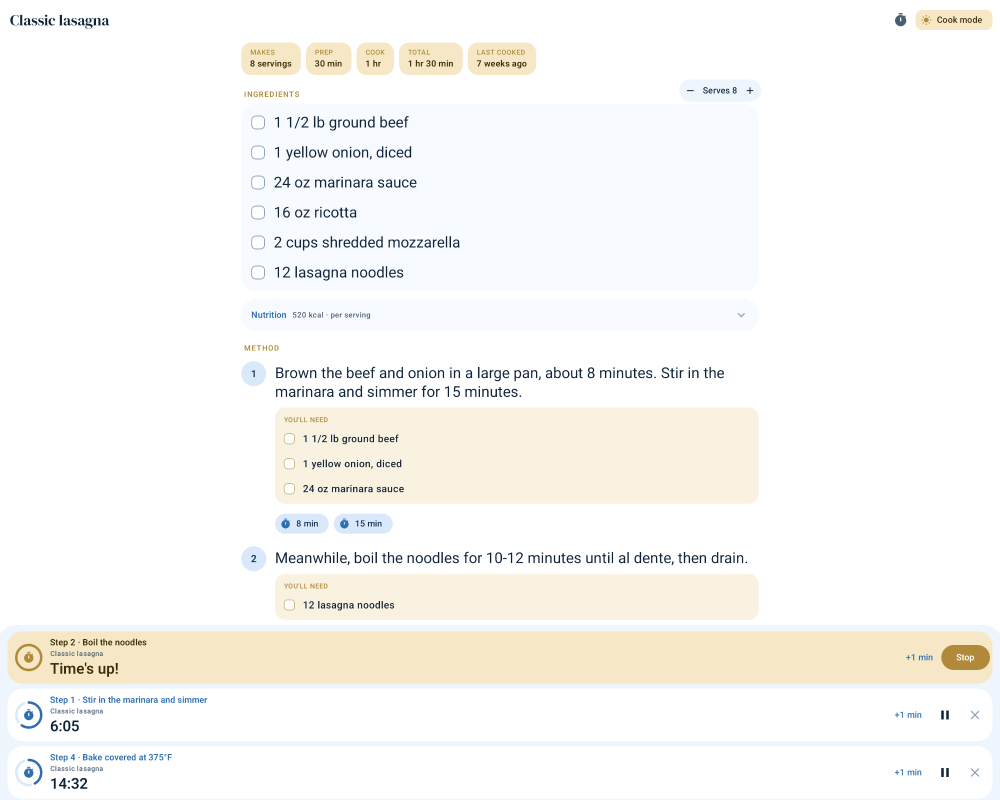 Classic lasagna
Cook mode
MAKES
8 servings
PREP
30 min
COOK
1 hr
TOTAL
1 hr 30 min
LAST COOKED
7 weeks ago
INGREDIENTS
− Serves 8 +
1 1/2 lb ground beef
1 yellow onion, diced
24 oz marinara sauce
16 oz ricotta
2 cups shredded mozzarella
12 lasagna noodles
Nutrition 520 kcal · per serving
METHOD
1 Brown the beef and onion in a large pan, about 8 minutes. Stir in the
marinara and simmer for 15 minutes.
YOU'LL NEED
1 1/2 lb ground beef
1 yellow onion, diced
24 oz marinara sauce
8 min
15 min
2 Meanwhile, boil the noodles for 10-12 minutes until al dente, then drain.
YOU'LL NEED
12 lasagna noodles
Step 2 · Boil the noodles
Classic lasagna
Time's up!
+1 min
Stop
Step 1 · Stir in the marinara and simmer
Classic lasagna
6:05
+1 min
Step 4 · Bake covered at 375°F
Classic lasagna
14:32
+1 min